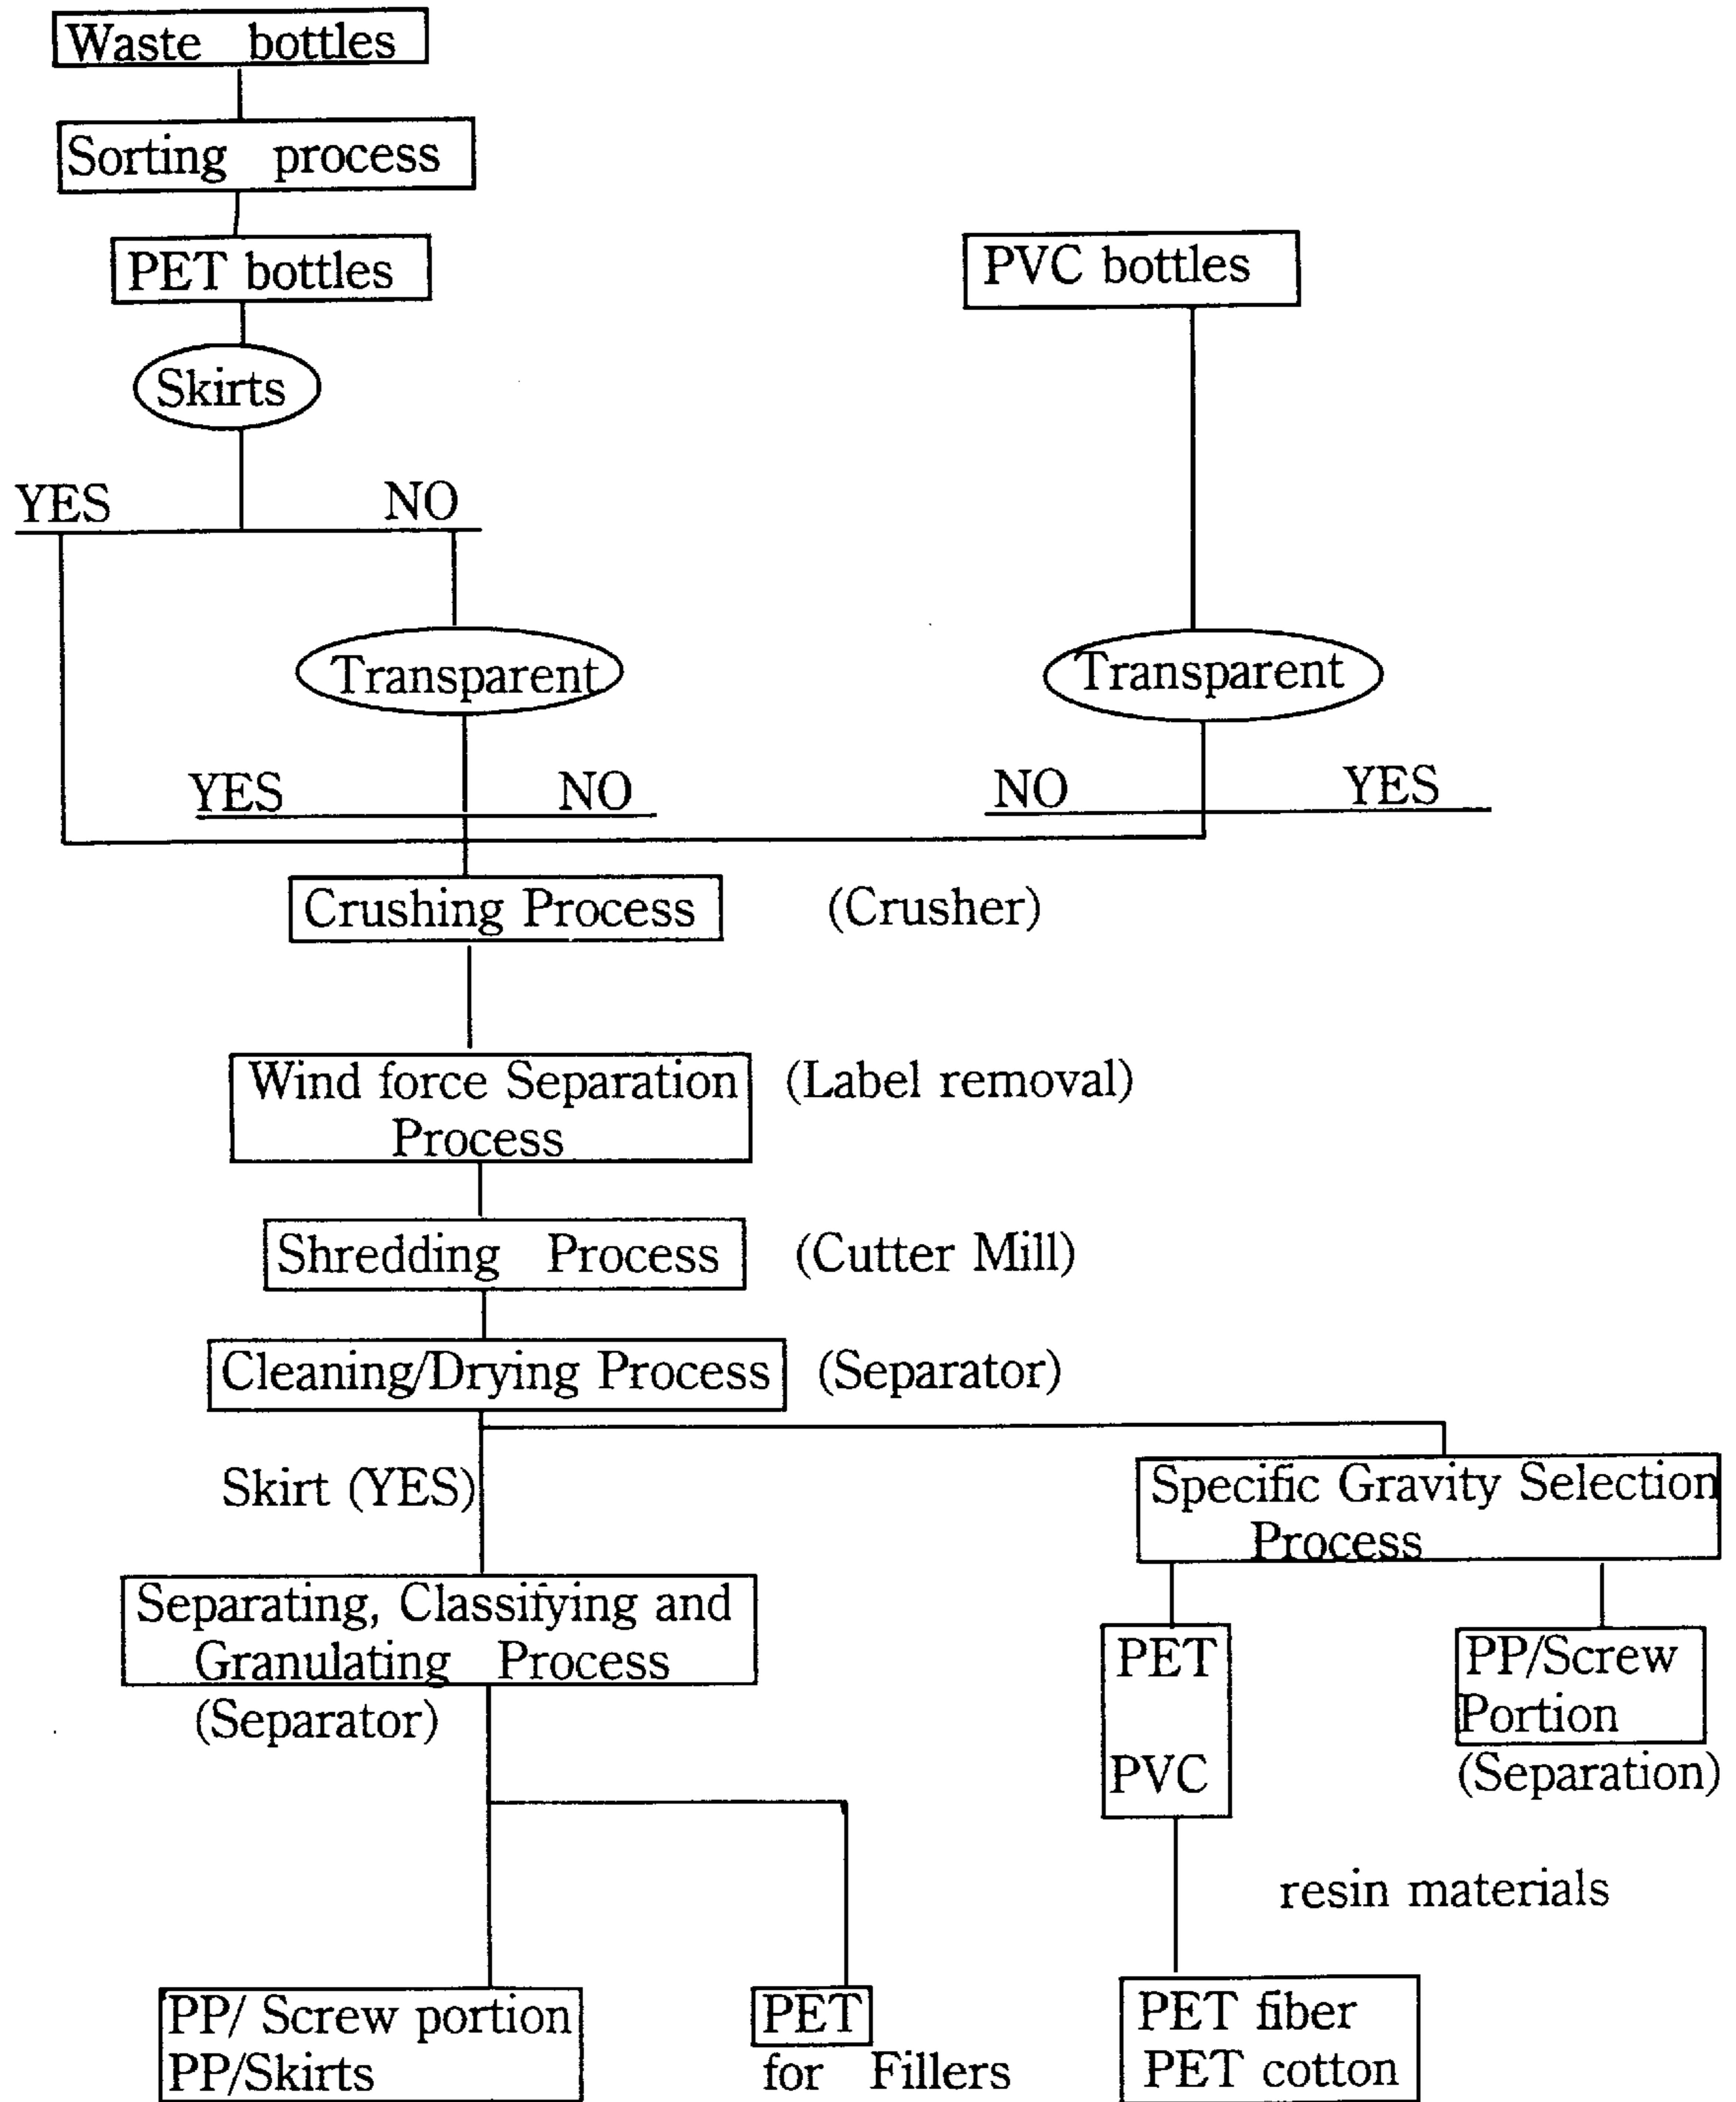 Waste bottles
Sorting process
PET bottles
PVC bottles
Skirts
YES NO
Transparent
Transparent
YES NO
NO YES
Crushing Process (Crusher)
Wind force Separation (Label removal)
Process
Shredding Process (Cutter Mill)
Cleaning/Drying Process (Separator)
Skirt (YES)
Specific Gravity Selection
Process
Separating, Classifying and
Granulating Process
(Separator)
PET
PVC
PP/Screw
Portion
(Separation)
resin materials
PP/ Screw portion
PP/Skirts
PET
for Fillers
PET fiber
PET cotton